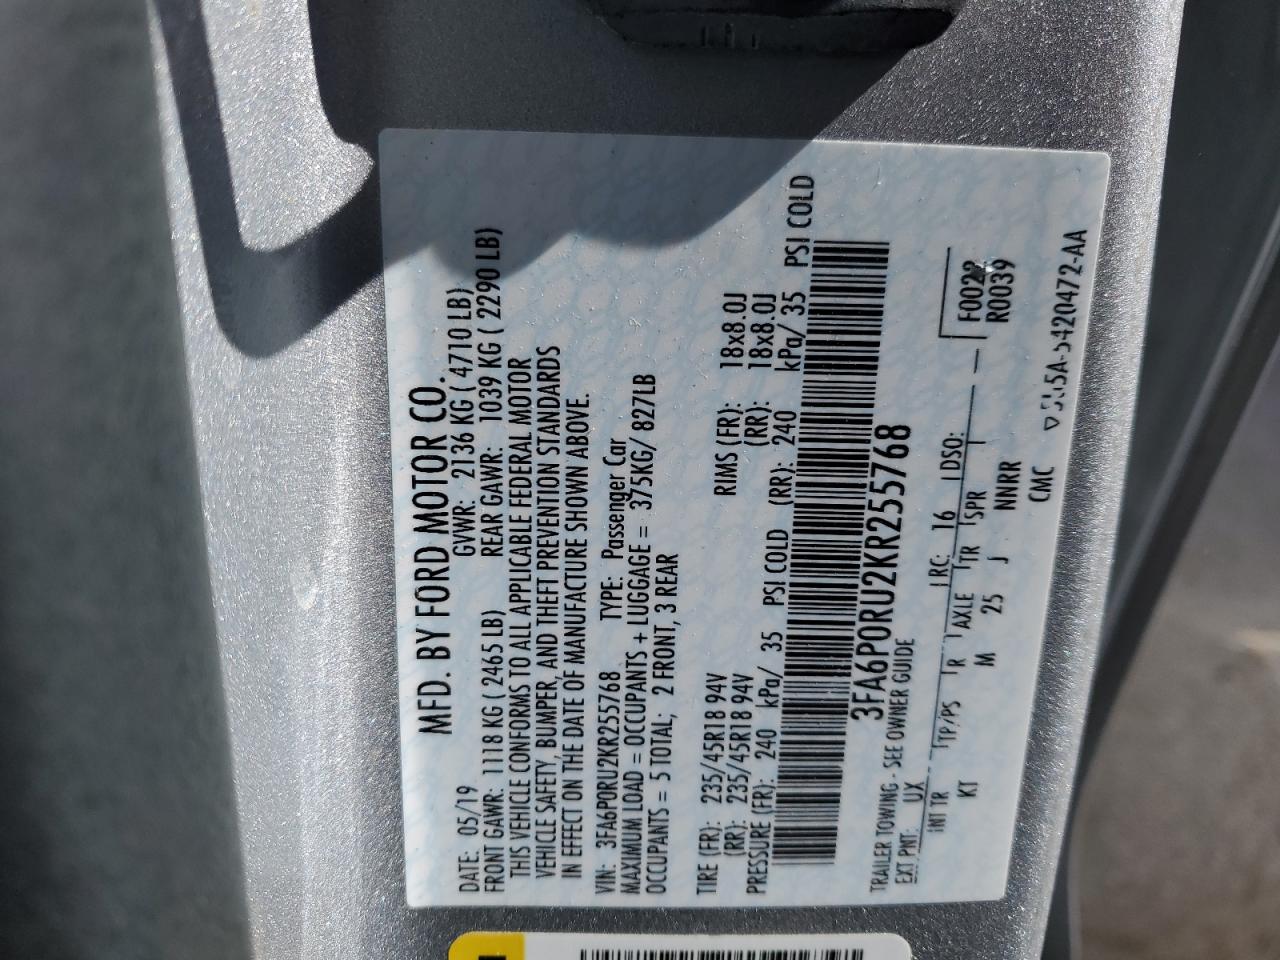 MFD. BY FORD MOTOR CO.
DATE: 05/19 GVWR: 2136 KG ( 4710 LB)
FRONT GAWR: 1118 KG ( 2465 LB) REAR GAWR: 1039 KG ( 2290 LB)
THIS VEHICLE CONFORMS TO ALL APPLICABLE FEDERAL MOTOR
VEHICLE SAFETY, BUMPER, AND THEFT PREVENTION STANDARDS
IN EFFECT ON THE DATE OF MANUFACTURE SHOWN ABOVE.
VIN: 3FA6P0RU2KR255768 TYPE: Passenger Car
MAXIMUM LOAD = OCCUPANTS + LUGGAGE = 375KG/ 827LB
OCCUPANTS = 5 TOTAL, 2 FRONT, 3 REAR
TIRE (FR): 235/45R18 94V RIMS (FR): 18x8.0J
(RR): 235/45R18 94V (RR): 18x8.0J
PRESSURE (FR): 240 kPa/ 35 PSI COLD (RR): 240 kPa/ 35 PSI COLD
3FA6P0RU2KR255768
TRAILER TOWING - SEE OWNER GUIDE
EXT PNT: UX RC: 16 DSO: F0022
R0039
INT TR TP/PS R AXLE TR SPR
KT M 25 J NNRR
CMC